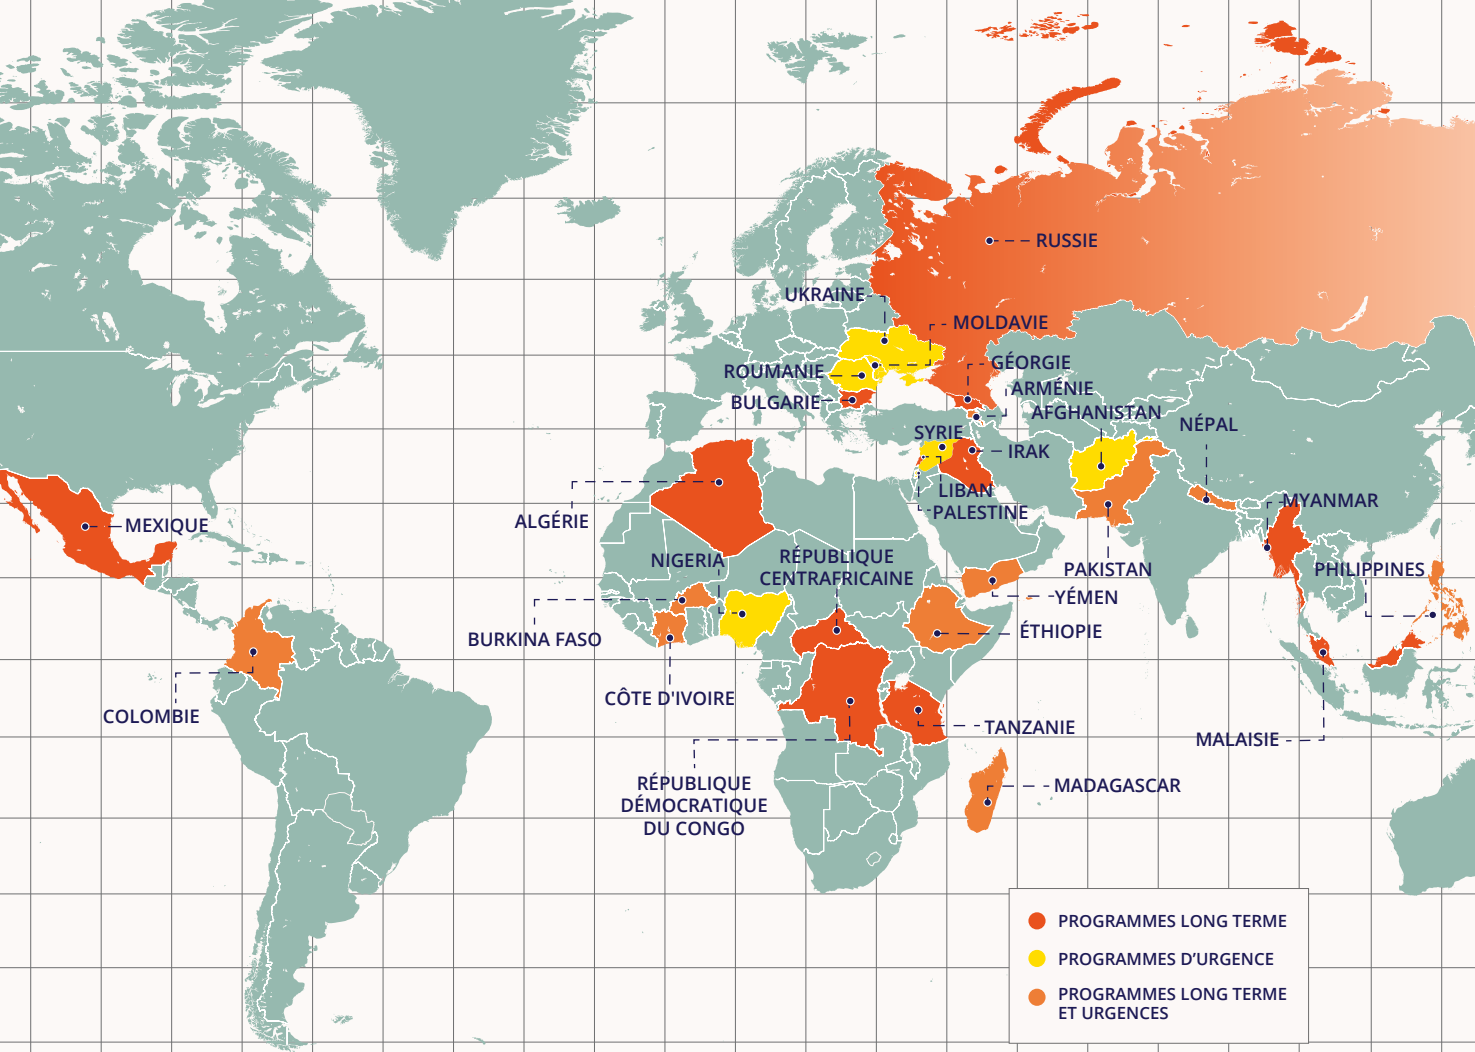 RUSSIE
UKRAINE
MOLDAVIE
GÉORGIE
ROUMANIE
ARMÉNIE
BULGARIE
AFGHANISTAN
NÉPAL
SYRIE
IRAK
LIBAN
MYANMAR
PALESTINE
ALGÉRIE
MEXIQUE
NIGERIA
RÉPUBLIQUE
CENTRAFRICAINE
PAKISTAN
PHILIPPINES
YÉMEN
BURKINA FASO
ÉTHIOPIE
CÔTE D'IVOIRE
COLOMBIE
TANZANIE
MALAISIE
RÉPUBLIQUE
DÉMOCRATIQUE
DU CONGO
MADAGASCAR
PROGRAMMES LONG TERME
PROGRAMMES D’URGENCE
PROGRAMMES LONG TERME
ET URGENCES